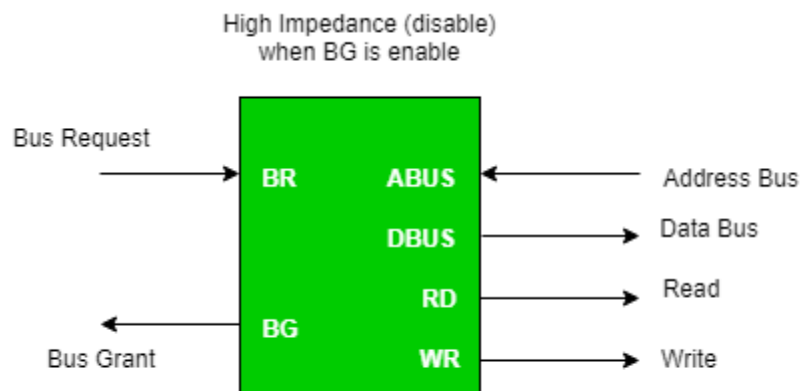 High Impedance (disable)
when BG is enable
Bus Request
BR
ABUS
Address Bus
DBUS
Data Bus
RD
Read
BG
Bus Grant
WR
Write